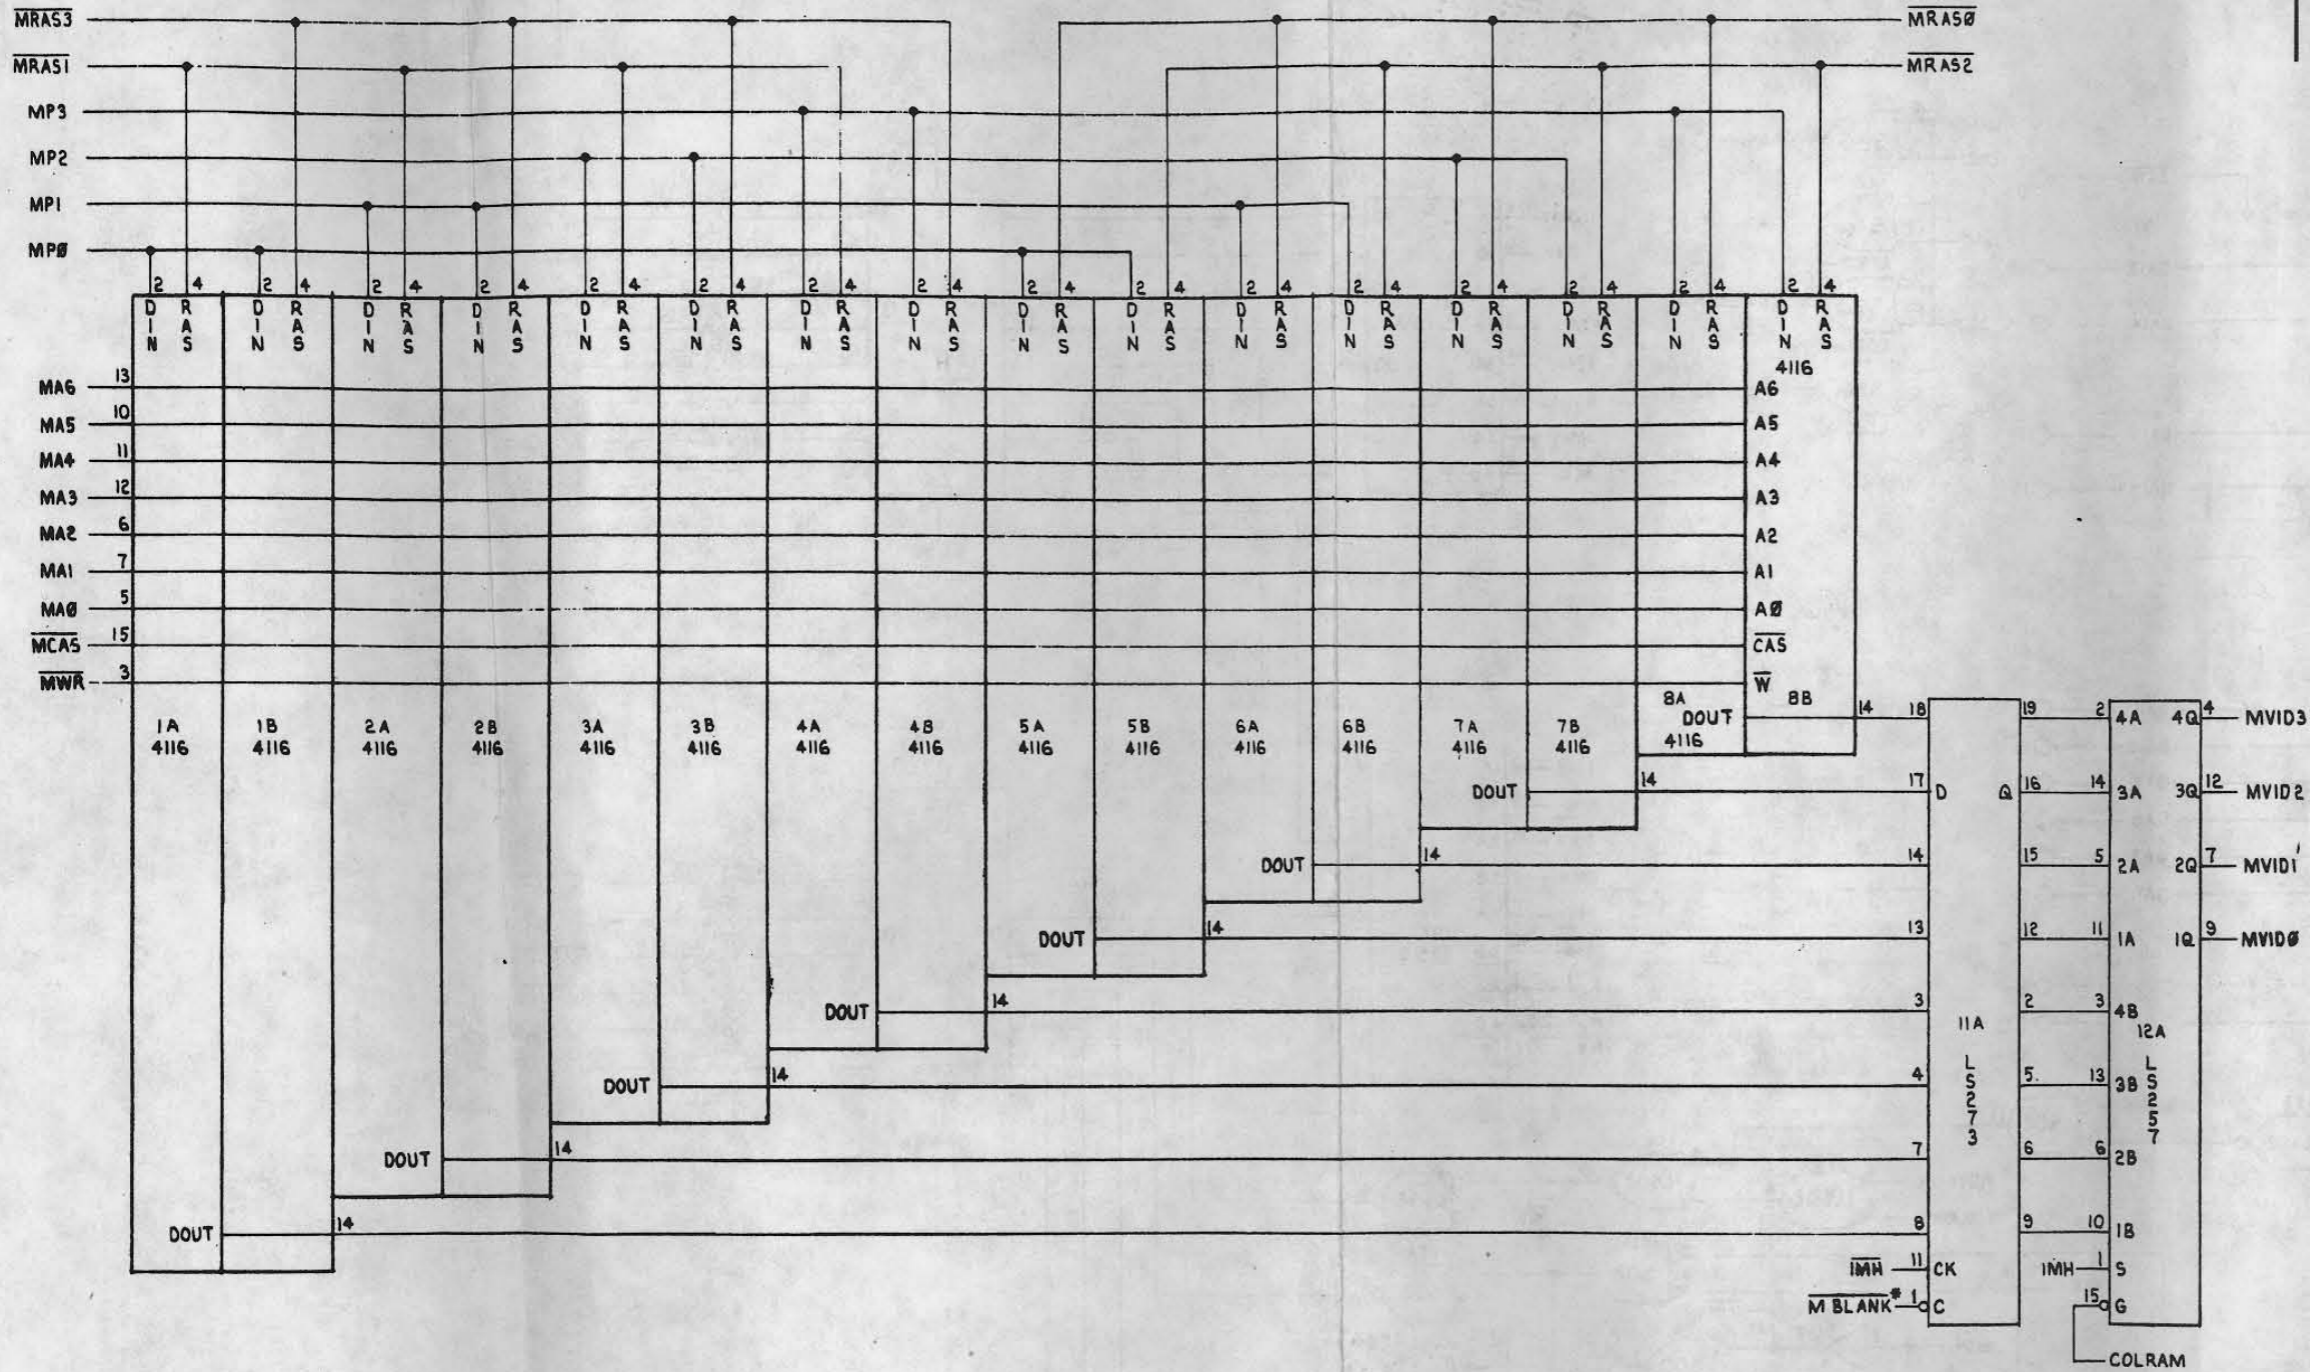 MRAS3 MRASØ
MRAS1 MRAS2
MP3
MP2
MP1
MPØ
2 4 2 4 2 4 2 4 2 4 2 4 2 4 2 4 2 4 2 4 2 4 2 4 2 4 2 4 2 4 2 4
DIN RAS DIN RAS DIN RAS DIN RAS DIN RAS DIN RAS DIN RAS DIN RAS DIN RAS DIN RAS DIN RAS DIN RAS DIN RAS DIN RAS DIN RAS DIN RAS
4116
MA6 13 A6
MA5 10 A5
MA4 11 A4
MA3 12 A3
MA2 6 A2
MA1 7 A1
MAØ 5 AØ
MCAS 15 CAS
MWR 3 W
1A 1B 2A 2B 3A 3B 4A 4B 5A 5B 6A 6B 7A 7B 8A 8B
4116 4116 4116 4116 4116 4116 4116 4116 4116 4116 4116 4116 4116 4116 4116
DOUT 14 18 19 2 4A 4Q 4 MVID3
DOUT 14 17 D Q 16 14 3A 3Q 12 MVID2
DOUT 14 14 15 5 2A 2Q 7 MVID1
DOUT 14 13 12 11 1A 1Q 9 MVIDØ
DOUT 14 3 2 3 4B
11A 12A
LS273 LS257
DOUT 14 4 5 13 3B
DOUT 14 7 6 6 2B
DOUT 14 8 9 10 1B
1MH 11 CK 1MH 1 S
M BLANK* 1 C 15 G
COLRAM